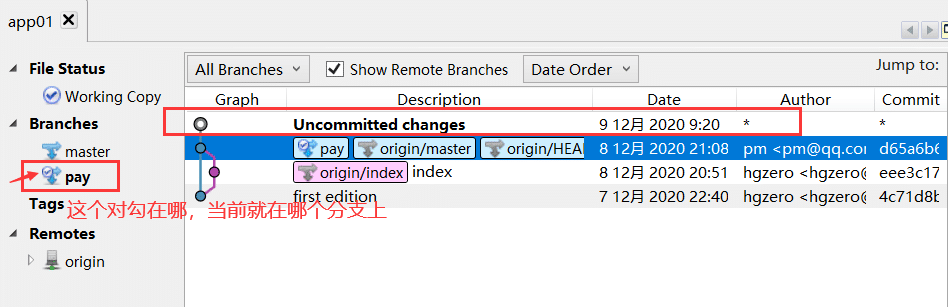 app01
File Status
Working Copy
Branches
master
pay
Tags
这个对勾在哪，当前就在哪个分支上
Remotes
origin
All Branches
Show Remote Branches
Date Order
Jump to:
Graph Description Date Author Commit
Uncommitted changes 9 12月 2020 9:20 * *
pay origin/master origin/HEA 8 12月 2020 21:08 pm <pm@qq.con d65a6b6
origin/index index 8 12月 2020 20:51 hgzero <hgzero@ eee3c17
first edition 7 12月 2020 22:40 hgzero <hgzero@ 4c71d8b